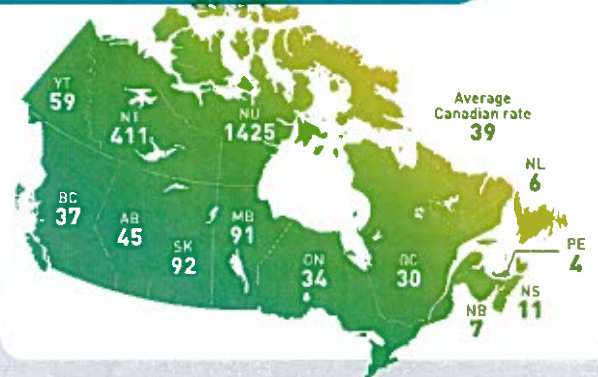 YT
59
NT
411
NU
1425
Average
Canadian rate
39
NL
6
BC
37
AB
45
SK
92
MB
91
ON
34
QC
30
PE
4
NS
11
NB
7